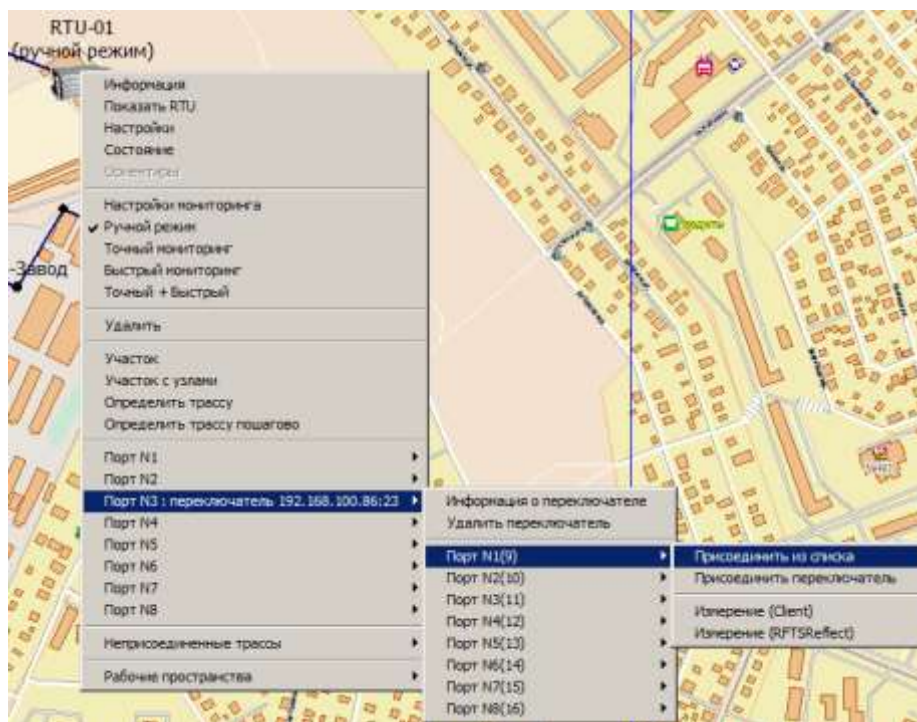 RTU-01
(ручной режим)
Информация
Показать RTU
Настройки
Состояние
Ориентиры
Настройки мониторинга
Ручной режим
Точный мониторинг
Быстрый мониторинг
Точный + Быстрый
-Завод
Удалить
Участок
Участок с узлами
Определить трассу
Определить трассу пошагово
Порт N1
Порт N2
Порт N3 : переключатель 192.168.100.86:23
Порт N4
Порт N5
Порт N6
Порт N7
Порт N8
Неприсоединенные трассы
Рабочие пространства
Информация о переключателе
Удалить переключатель
Порт N1(9)
Порт N2(10)
Порт N3(11)
Порт N4(12)
Порт N5(13)
Порт N6(14)
Порт N7(15)
Порт N8(16)
Присоединить из списка
Присоединить переключатель
Измерение (Client)
Измерение (RFTSReflect)